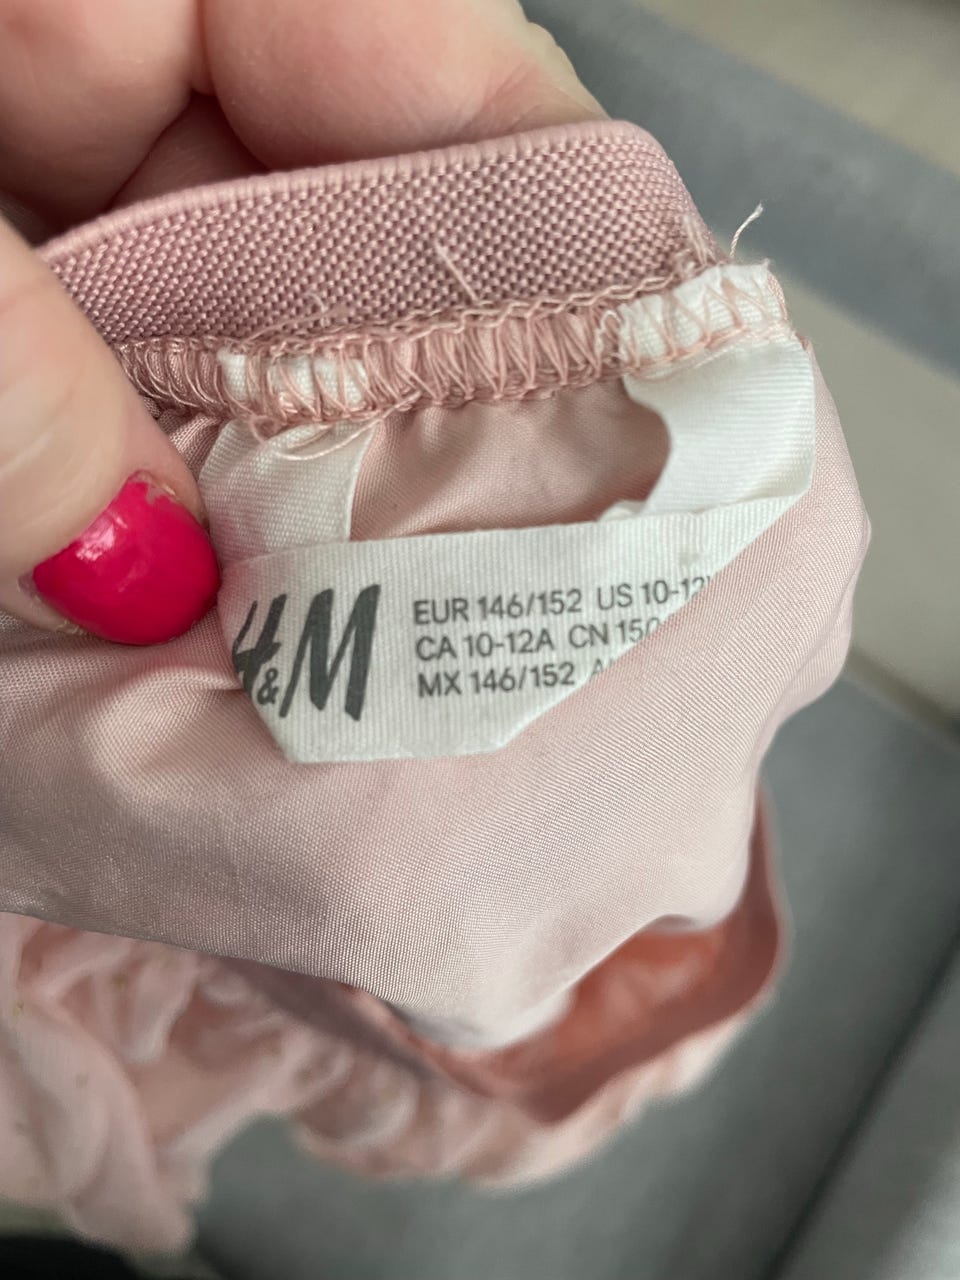 H&M
EUR 146/152 US 10-12
CA 10-12A CN 150
MX 146/152